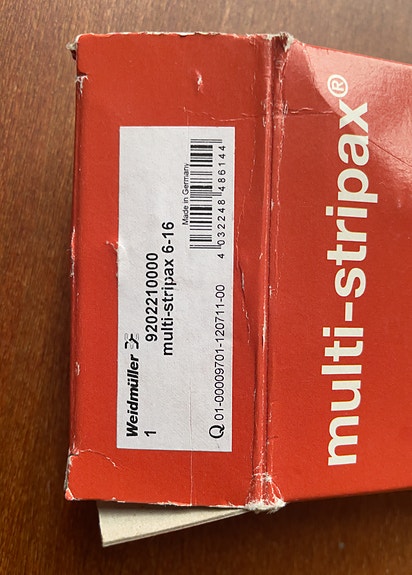 Weidmüller
1
9202210000
multi-stripax 6-16
Made in Germany
4 032248 486144
Q 01-00009701-120711-00
multi-stripax®